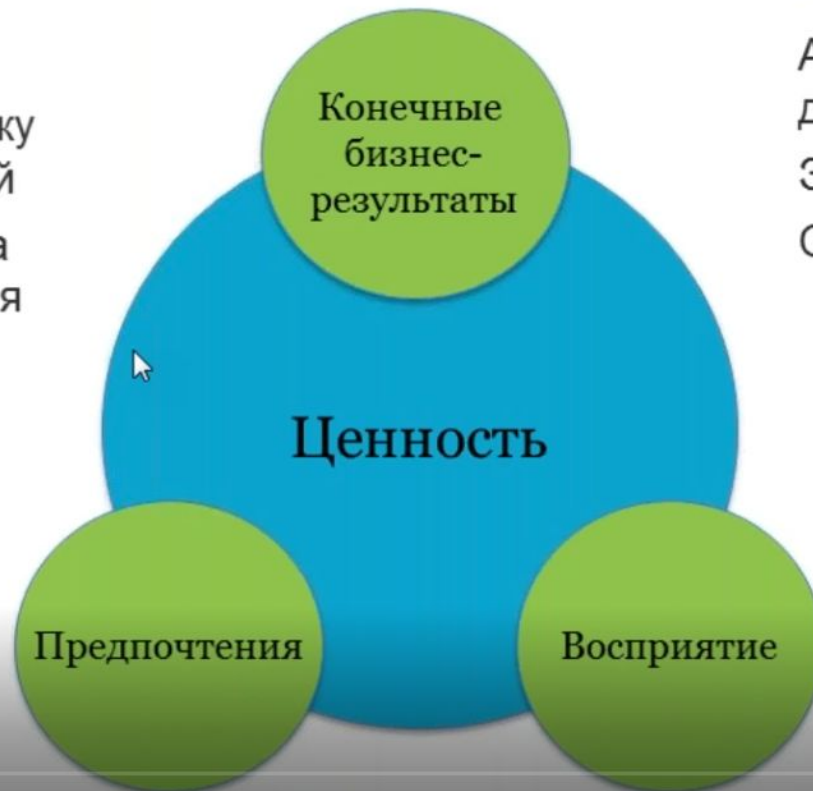 Конечные
бизнес-
результаты
Ценность
Предпочтения
Восприятие